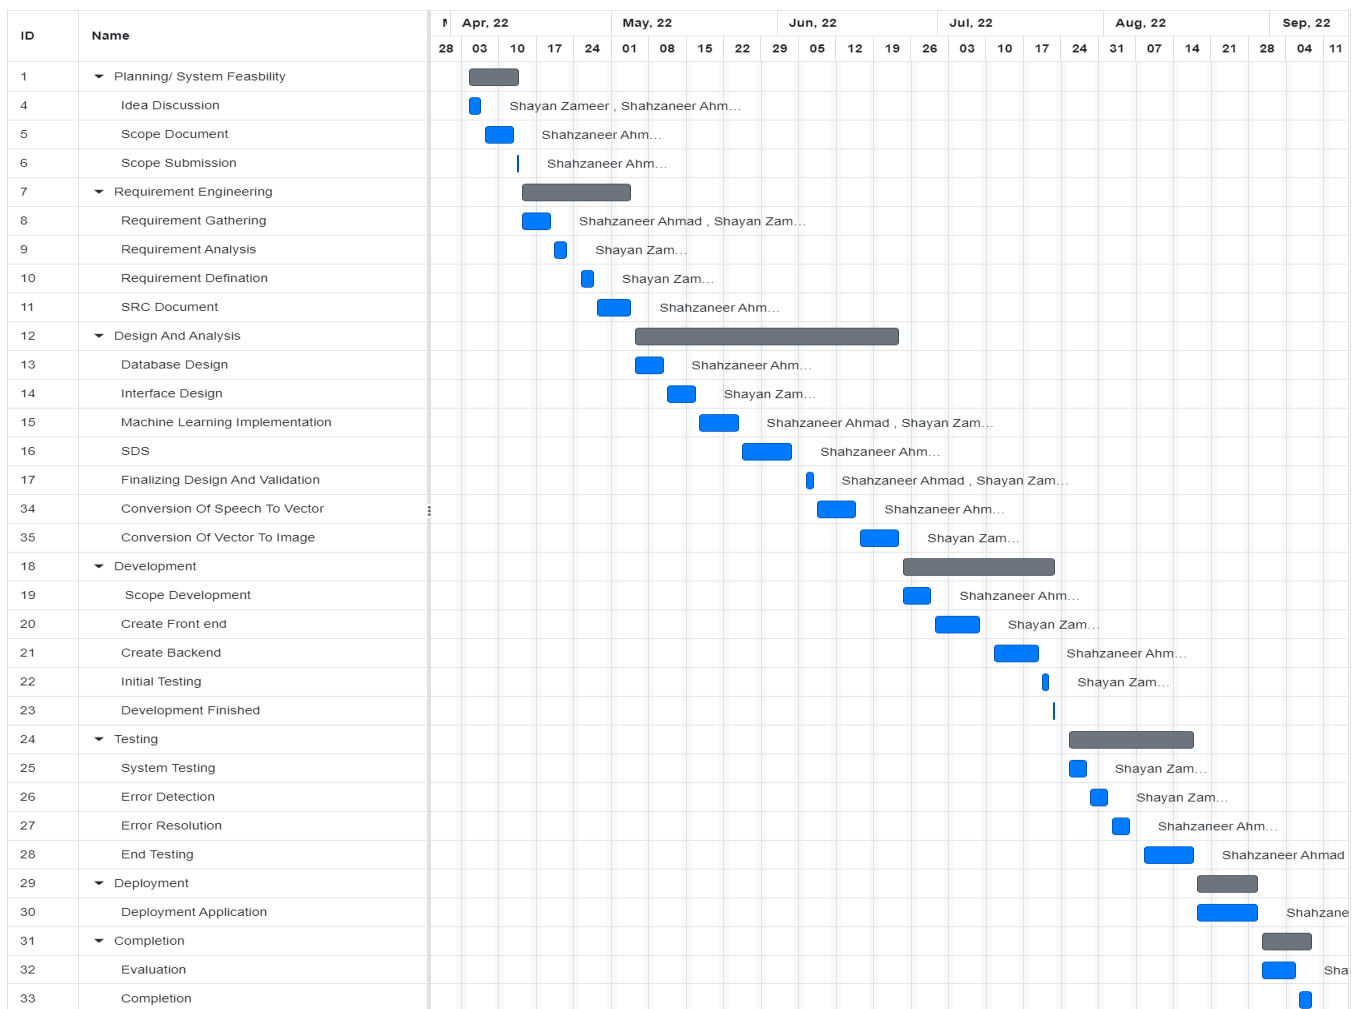 ID Name M Apr, 22 May, 22 Jun, 22 Jul, 22 Aug, 22 Sep, 22
28 03 10 17 24 01 08 15 22 29 05 12 19 26 03 10 17 24 31 07 14 21 28 04 11
1 Planning/ System Feasbility
4 Idea Discussion Shayan Zameer , Shahzaneer Ahm...
5 Scope Document Shahzaneer Ahm...
6 Scope Submission Shahzaneer Ahm...
7 Requirement Engineering
8 Requirement Gathering Shahzaneer Ahmad , Shayan Zam...
9 Requirement Analysis Shayan Zam...
10 Requirement Defination Shayan Zam...
11 SRC Document Shahzaneer Ahm...
12 Design And Analysis
13 Database Design Shahzaneer Ahm...
14 Interface Design Shayan Zam...
15 Machine Learning Implementation Shahzaneer Ahmad , Shayan Zam...
16 SDS Shahzaneer Ahm...
17 Finalizing Design And Validation Shahzaneer Ahmad , Shayan Zam...
34 Conversion Of Speech To Vector Shahzaneer Ahm...
35 Conversion Of Vector To Image Shayan Zam...
18 Development
19 Scope Development Shahzaneer Ahm...
20 Create Front end Shayan Zam...
21 Create Backend Shahzaneer Ahm...
22 Initial Testing Shayan Zam...
23 Development Finished
24 Testing
25 System Testing Shayan Zam...
26 Error Detection Shayan Zam...
27 Error Resolution Shahzaneer Ahm...
28 End Testing Shahzaneer Ahmad
29 Deployment
30 Deployment Application Shahzane
31 Completion
32 Evaluation Sha
33 Completion